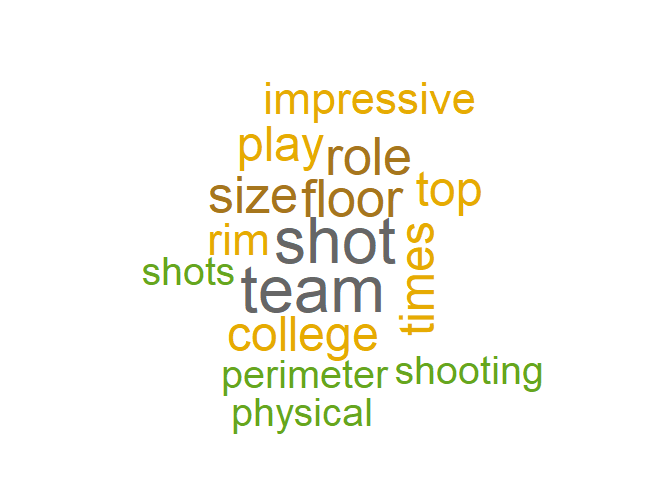 impressive
play role
size floor top
rim shot times
shots team
college
perimeter shooting
physical